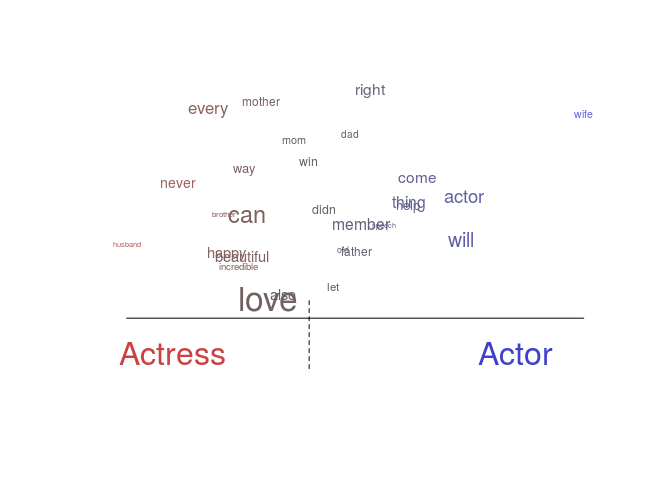 right
mother
every
wife
dad
mom
win
way
come
never
actor
thing
help
didn
brother
can
member
speech
will
husband
old
father
happy
beautiful
incredible
let
also
love
Actress
Actor